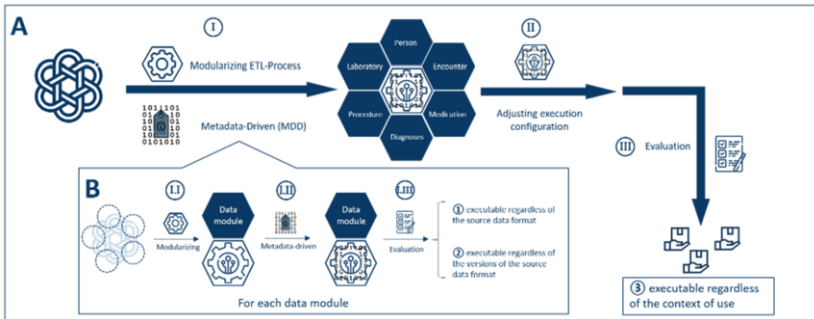 A
I
Modularizing ETL-Process
Metadata-Driven (MDD)
Person
Laboratory
Encounter
Procedure
Medication
Diagnoses
II
Adjusting execution
configuration
III
Evaluation
B
I.I
Modularizing
Data
module
I.II
Metadata-driven
Data
module
I.III
Evaluation
1 executable regardless of
the source data format
2 executable regardless of
the versions of the source
data format
For each data module
3 executable regardless
of the context of use